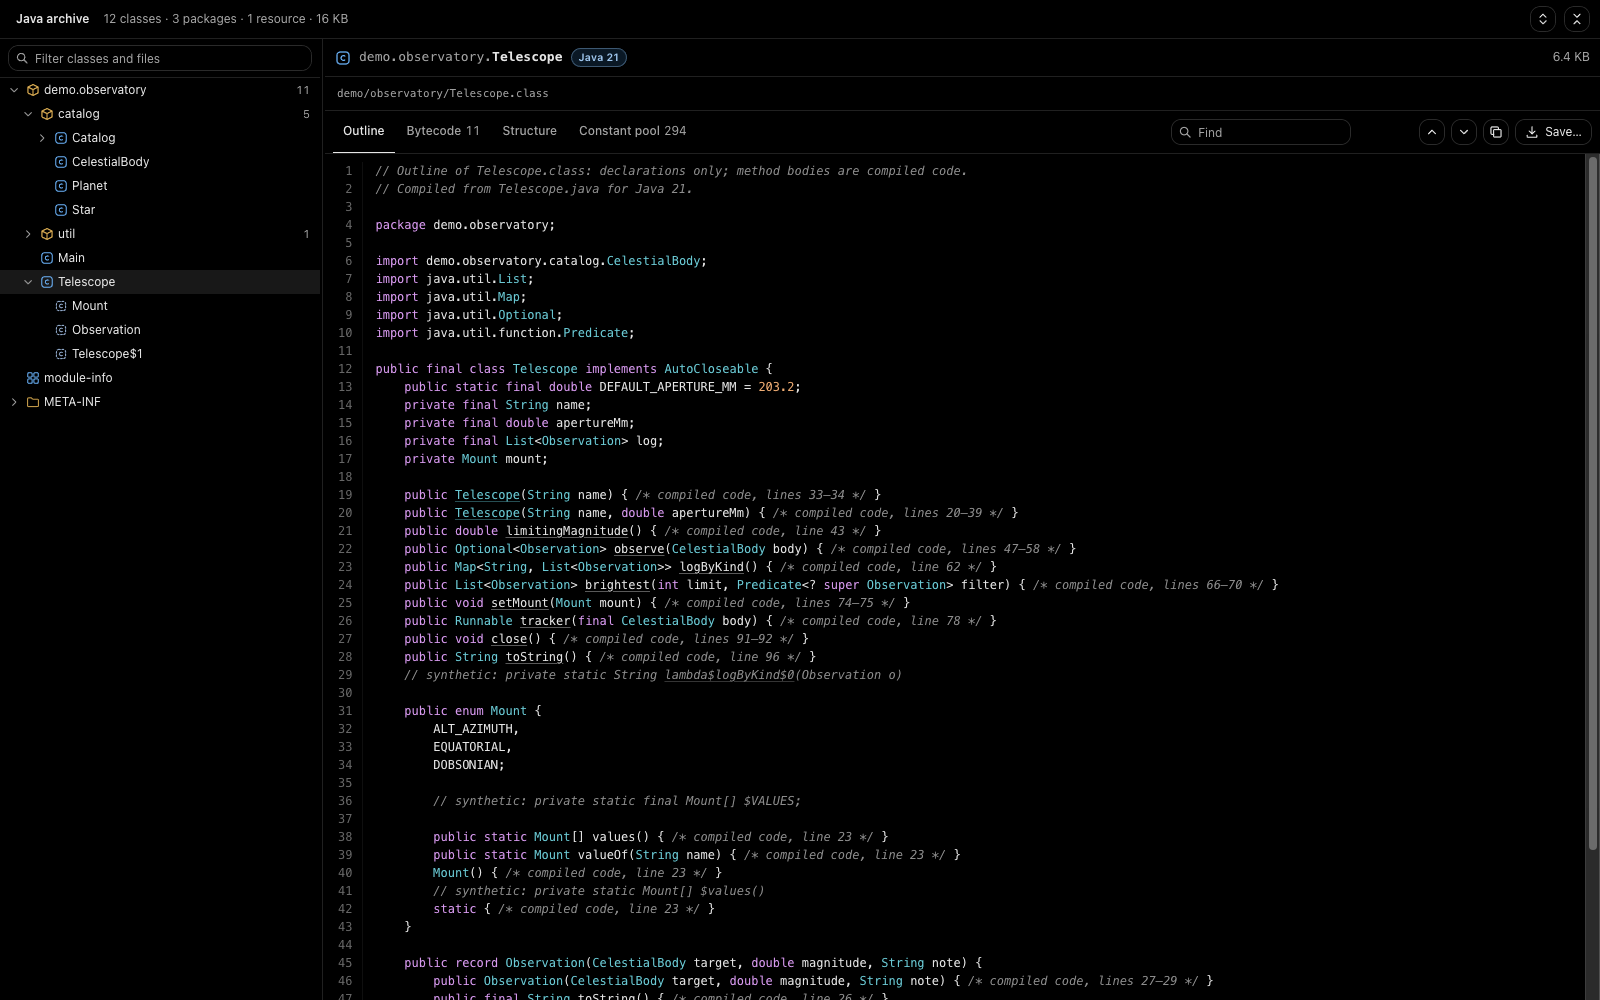 Java archive 12 classes · 3 packages · 1 resource · 16 KB
Filter classes and files
demo.observatory 11
catalog 5
Catalog
CelestialBody
Planet
Star
util 1
Main
Telescope
Mount
Observation
Telescope$1
module-info
META-INF
demo.observatory.Telescope Java 21 6.4 KB
demo/observatory/Telescope.class
Outline Bytecode 11 Structure Constant pool 294 Find Save...
1 // Outline of Telescope.class: declarations only; method bodies are compiled code.
2 // Compiled from Telescope.java for Java 21.
3
4 package demo.observatory;
5
6 import demo.observatory.catalog.CelestialBody;
7 import java.util.List;
8 import java.util.Map;
9 import java.util.Optional;
10 import java.util.function.Predicate;
11
12 public final class Telescope implements AutoCloseable {
13     public static final double DEFAULT_APERTURE_MM = 203.2;
14     private final String name;
15     private final double apertureMm;
16     private final List<Observation> log;
17     private Mount mount;
18
19     public Telescope(String name) { /* compiled code, lines 33–34 */ }
20     public Telescope(String name, double apertureMm) { /* compiled code, lines 20–39 */ }
21     public double limitingMagnitude() { /* compiled code, line 43 */ }
22     public Optional<Observation> observe(CelestialBody body) { /* compiled code, lines 47–58 */ }
23     public Map<String, List<Observation>> logByKind() { /* compiled code, line 62 */ }
24     public List<Observation> brightest(int limit, Predicate<? super Observation> filter) { /* compiled code, lines 66–70 */ }
25     public void setMount(Mount mount) { /* compiled code, lines 74–75 */ }
26     public Runnable tracker(final CelestialBody body) { /* compiled code, line 78 */ }
27     public void close() { /* compiled code, lines 91–92 */ }
28     public String toString() { /* compiled code, line 96 */ }
29     // synthetic: private static String lambda$logByKind$0(Observation o)
30
31     public enum Mount {
32         ALT_AZIMUTH,
33         EQUATORIAL,
34         DOBSONIAN;
35
36         // synthetic: private static final Mount[] $VALUES;
37
38         public static Mount[] values() { /* compiled code, line 23 */ }
39         public static Mount valueOf(String name) { /* compiled code, line 23 */ }
40         Mount() { /* compiled code, line 23 */ }
41         // synthetic: private static Mount[] $values()
42         static { /* compiled code, line 23 */ }
43     }
44
45     public record Observation(CelestialBody target, double magnitude, String note) {
46         public Observation(CelestialBody target, double magnitude, String note) { /* compiled code, lines 27–29 */ }
47         public final String toString() { /* compiled code, line 26 */ }